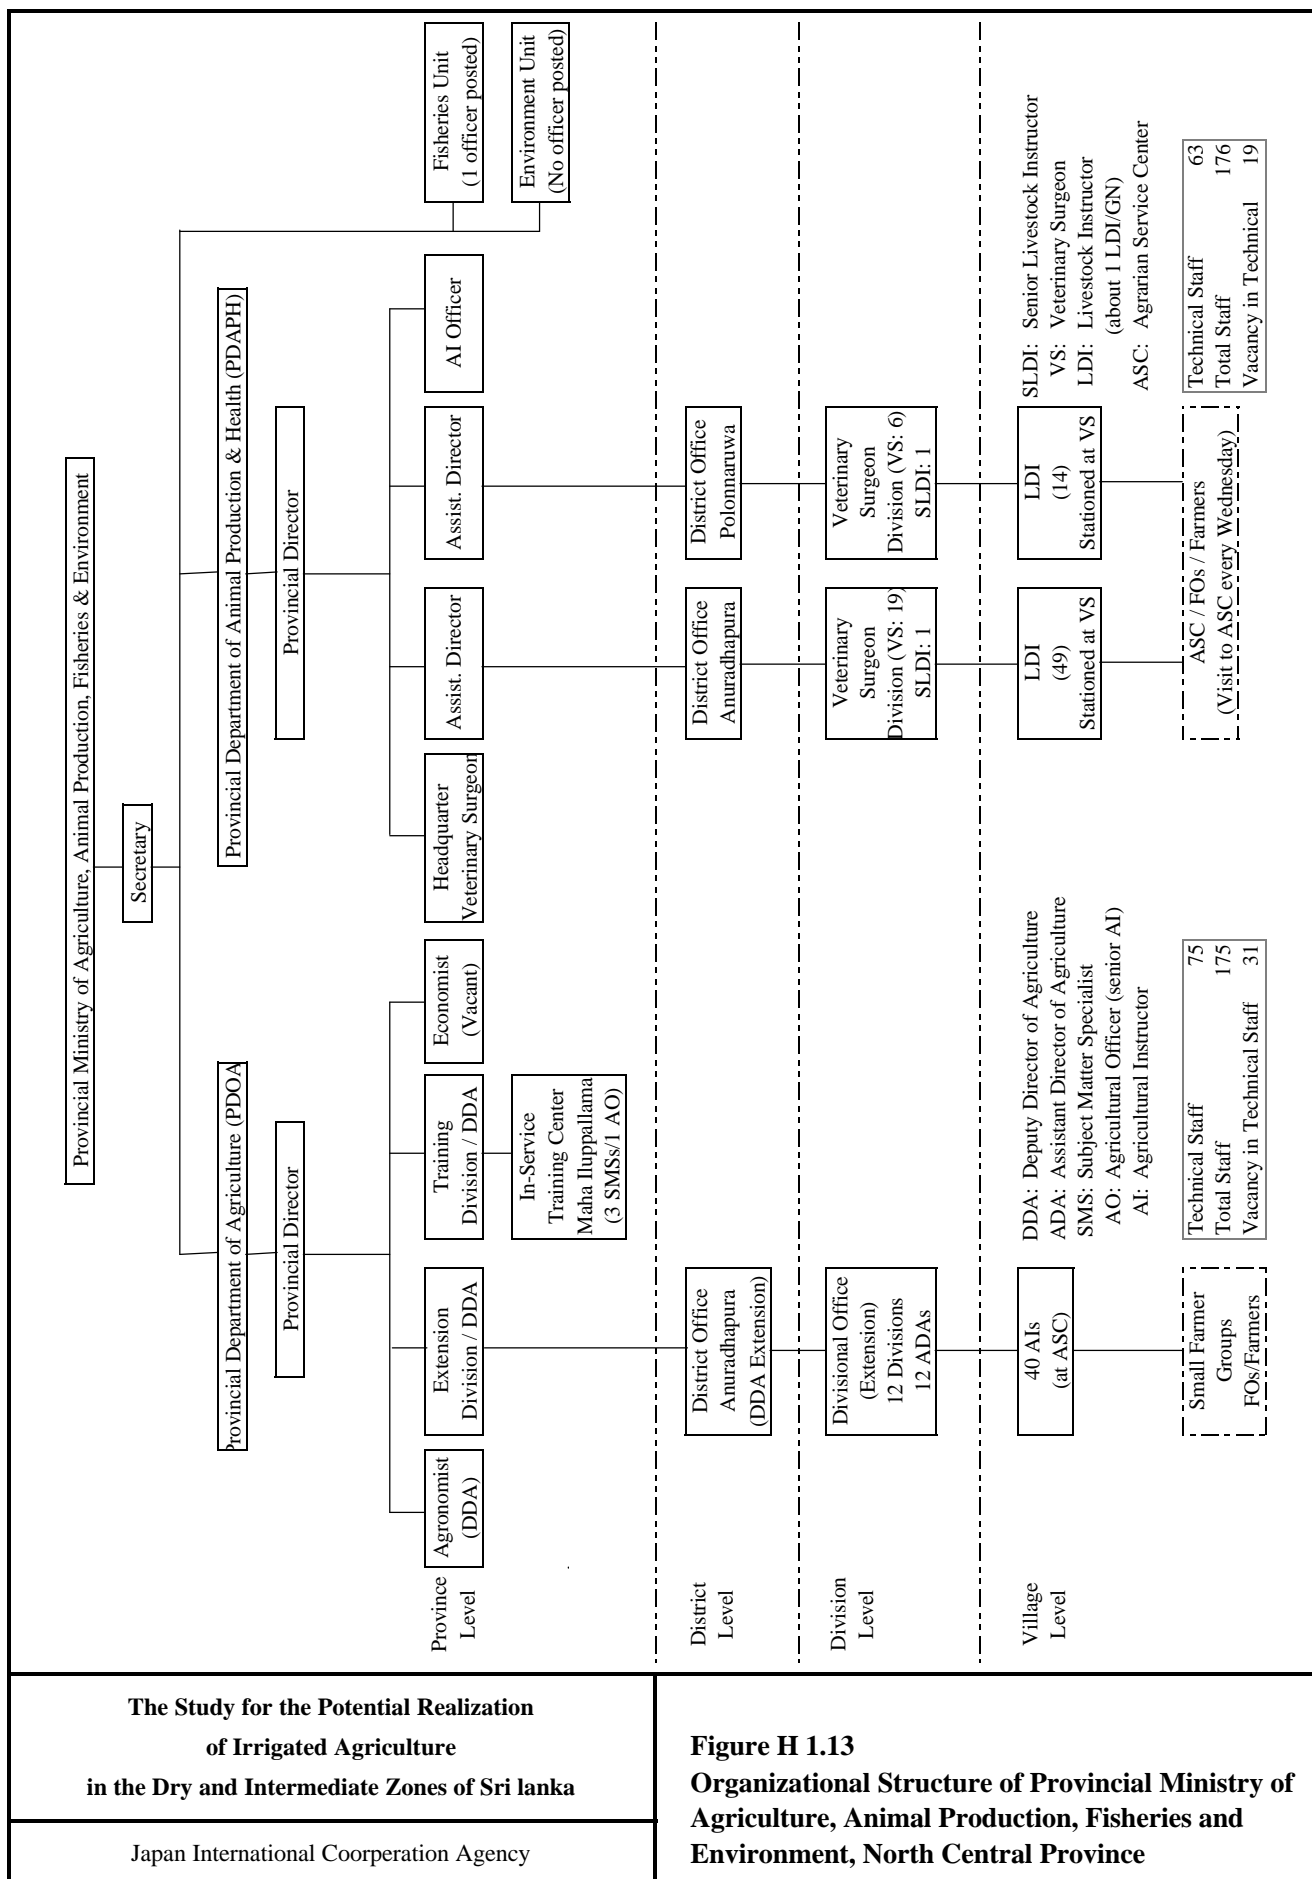 Provincial Ministry of Agriculture, Animal Production, Fisheries & Environment
Secretary
Provincial Department of Agriculture (PDOA
Provincial Department of Animal Production & Health (PDAPH)
Provincial Director
Provincial Director
Province
Level
Agronomist
(DDA)
Extension
Division / DDA
Training
Division / DDA
Economist
(Vacant)
Headquarter
Veterinary Surgeon
Assist. Director
Assist. Director
AI Officer
Fisheries Unit
(1 officer posted)
In-Service
Training Center
Maha Iluppallama
(3 SMSs/1 AO)
Environment Unit
(No officer posted)
District
Level
District Office
Anuradhapura
(DDA Extension)
District Office
Anuradhapura
District Office
Polonnaruwa
Division
Level
Divisional Office
(Extension)
12 Divisions
12 ADAs
Veterinary
Surgeon
Division (VS: 19)
SLDI: 1
Veterinary
Surgeon
Division (VS: 6)
SLDI: 1
Village
Level
40 AIs
(at ASC)
DDA: Deputy Director of Agriculture
ADA: Assistant Director of Agriculture
SMS: Subject Matter Specialist
AO: Agricultural Officer (senior AI)
AI: Agricultural Instructor
LDI
(49)
Stationed at VS
LDI
(14)
Stationed at VS
SLDI: Senior Livestock Instructor
VS: Veterinary Surgeon
LDI: Livestock Instructor
(about 1 LDI/GN)
ASC: Agrarian Service Center
Small Farmer
Groups
FOs/Farmers
Technical Staff 75
Total Staff 175
Vacancy in Technical Staff 31
ASC / FOs / Farmers
(Visit to ASC every Wednesday)
Technical Staff 63
Total Staff 176
Vacancy in Technical 19
The Study for the Potential Realization
of Irrigated Agriculture
in the Dry and Intermediate Zones of Sri lanka
Japan International Coorperation Agency
Figure H 1.13
Organizational Structure of Provincial Ministry of
Agriculture, Animal Production, Fisheries and
Environment, North Central Province